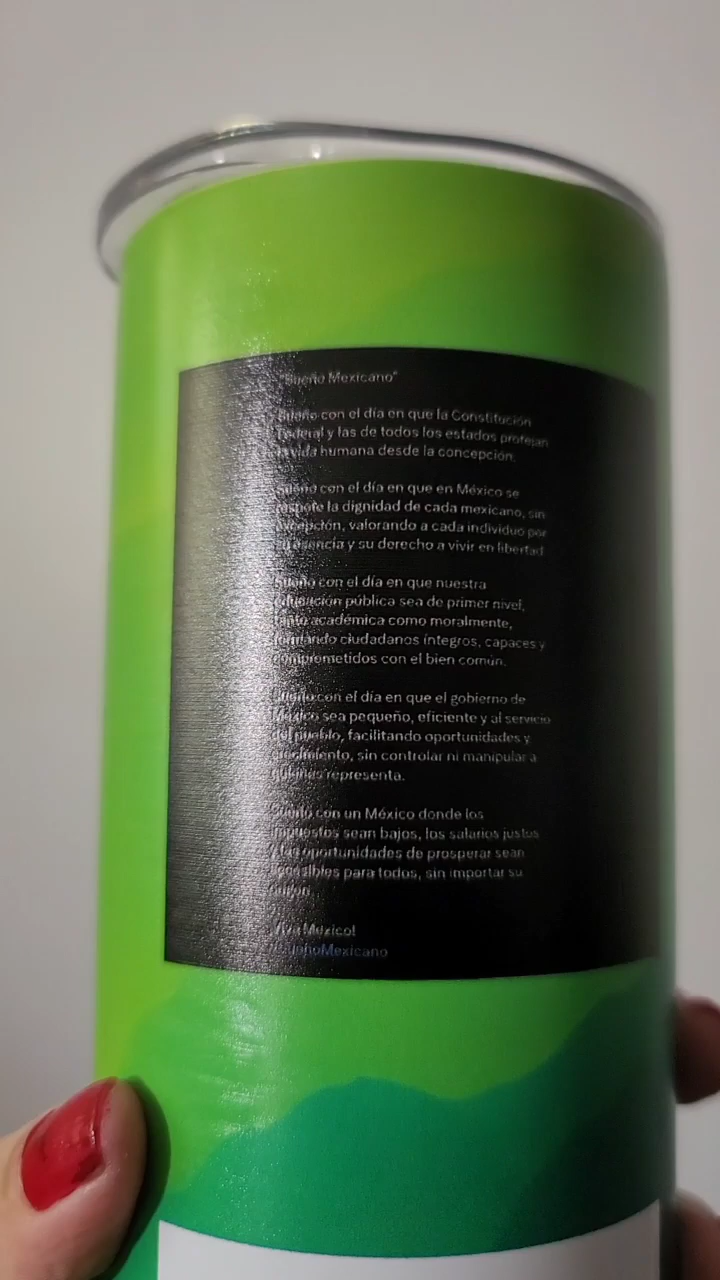 "Sueño Mexicano"
Sueño con el día en que la Constitución
Federal y las de todos los estados protejan
la vida humana desde la concepción.
Sueño con el día en que en México se
respete la dignidad de cada mexicano, sin
excepción, valorando a cada individuo por
su esencia y su derecho a vivir en libertad
Sueño con el día en que nuestra
educación pública sea de primer nivel,
tanto académica como moralmente,
formando ciudadanos íntegros, capaces y
comprometidos con el bien común.
Sueño con el día en que el gobierno de
México sea pequeño, eficiente y al servicio
del pueblo, facilitando oportunidades y
crecimiento, sin controlar ni manipular a
quienes representa.
Sueño con un México donde los
impuestos sean bajos, los salarios justos
y las oportunidades de prosperar sean
posibles para todos, sin importar su
origen.
Viva México!
#SueñoMexicano